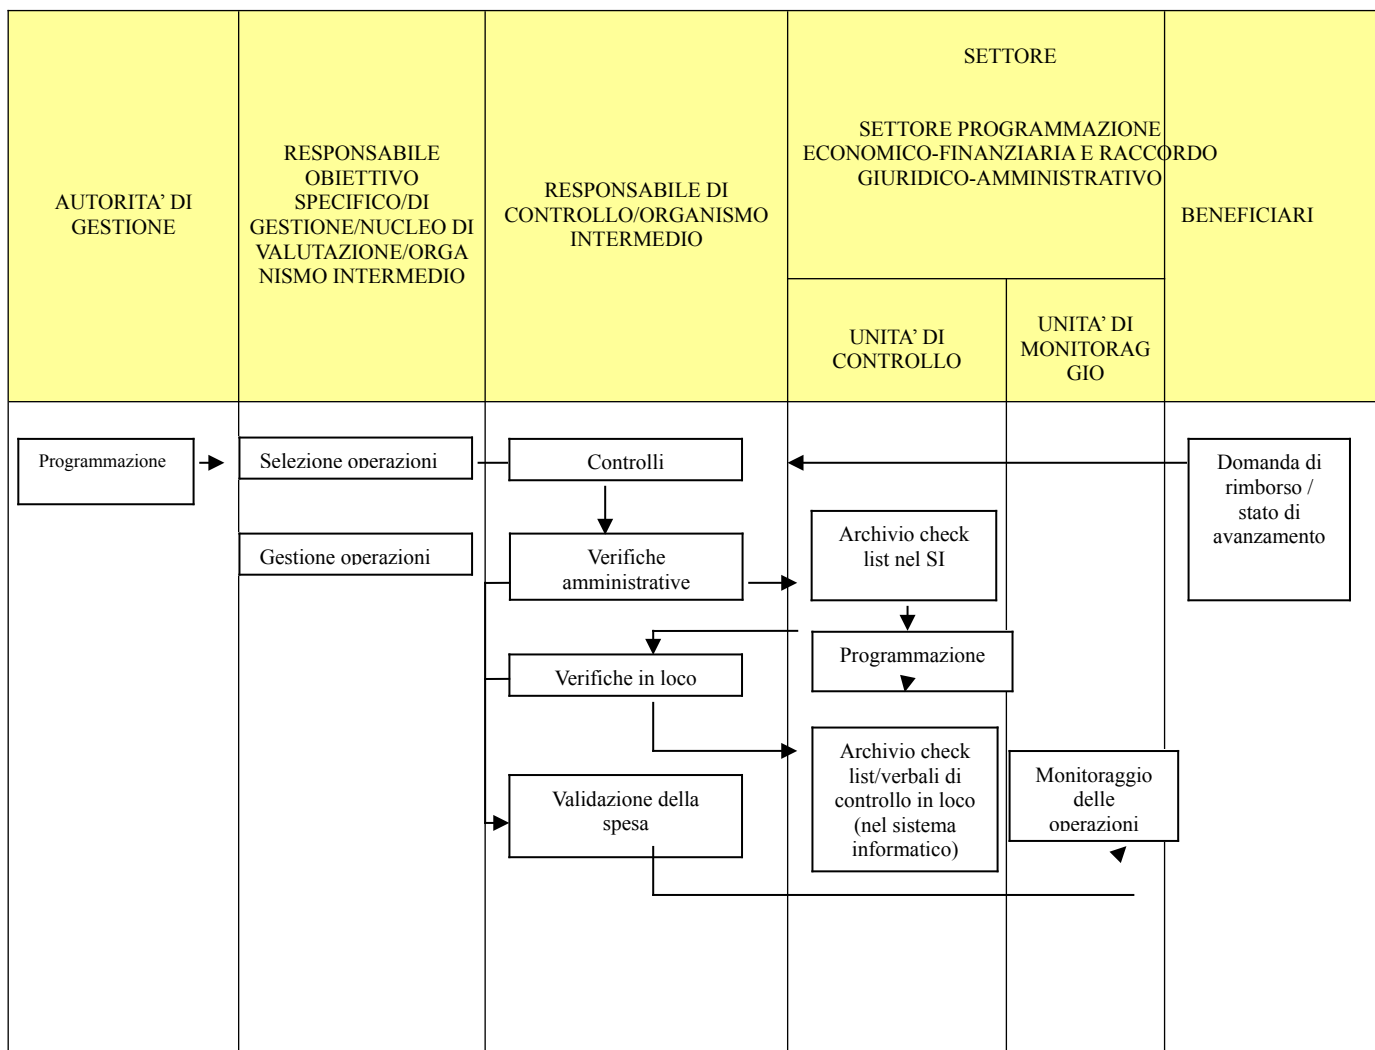 SETTORE
SETTORE PROGRAMMAZIONE
ECONOMICO-FINANZIARIA E RACCORDO
GIURIDICO-AMMINISTRATIVO
AUTORITA’ DI
GESTIONE
RESPONSABILE
OBIETTIVO
SPECIFICO/DI
GESTIONE/NUCLEO DI
VALUTAZIONE/ORGA
NISMO INTERMEDIO
RESPONSABILE DI
CONTROLLO/ORGANISMO
INTERMEDIO
BENEFICIARI
UNITA’ DI
CONTROLLO
UNITA’ DI
MONITORAG
GIO
Programmazione
Selezione operazioni
Controlli
Domanda di
rimborso /
stato di
avanzamento
Gestione operazioni
Verifiche
amministrative
Archivio check
list nel SI
Programmazione
Verifiche in loco
Archivio check
list/verbali di
controllo in loco
(nel sistema
informatico)
Monitoraggio
delle
operazioni
Validazione della
spesa